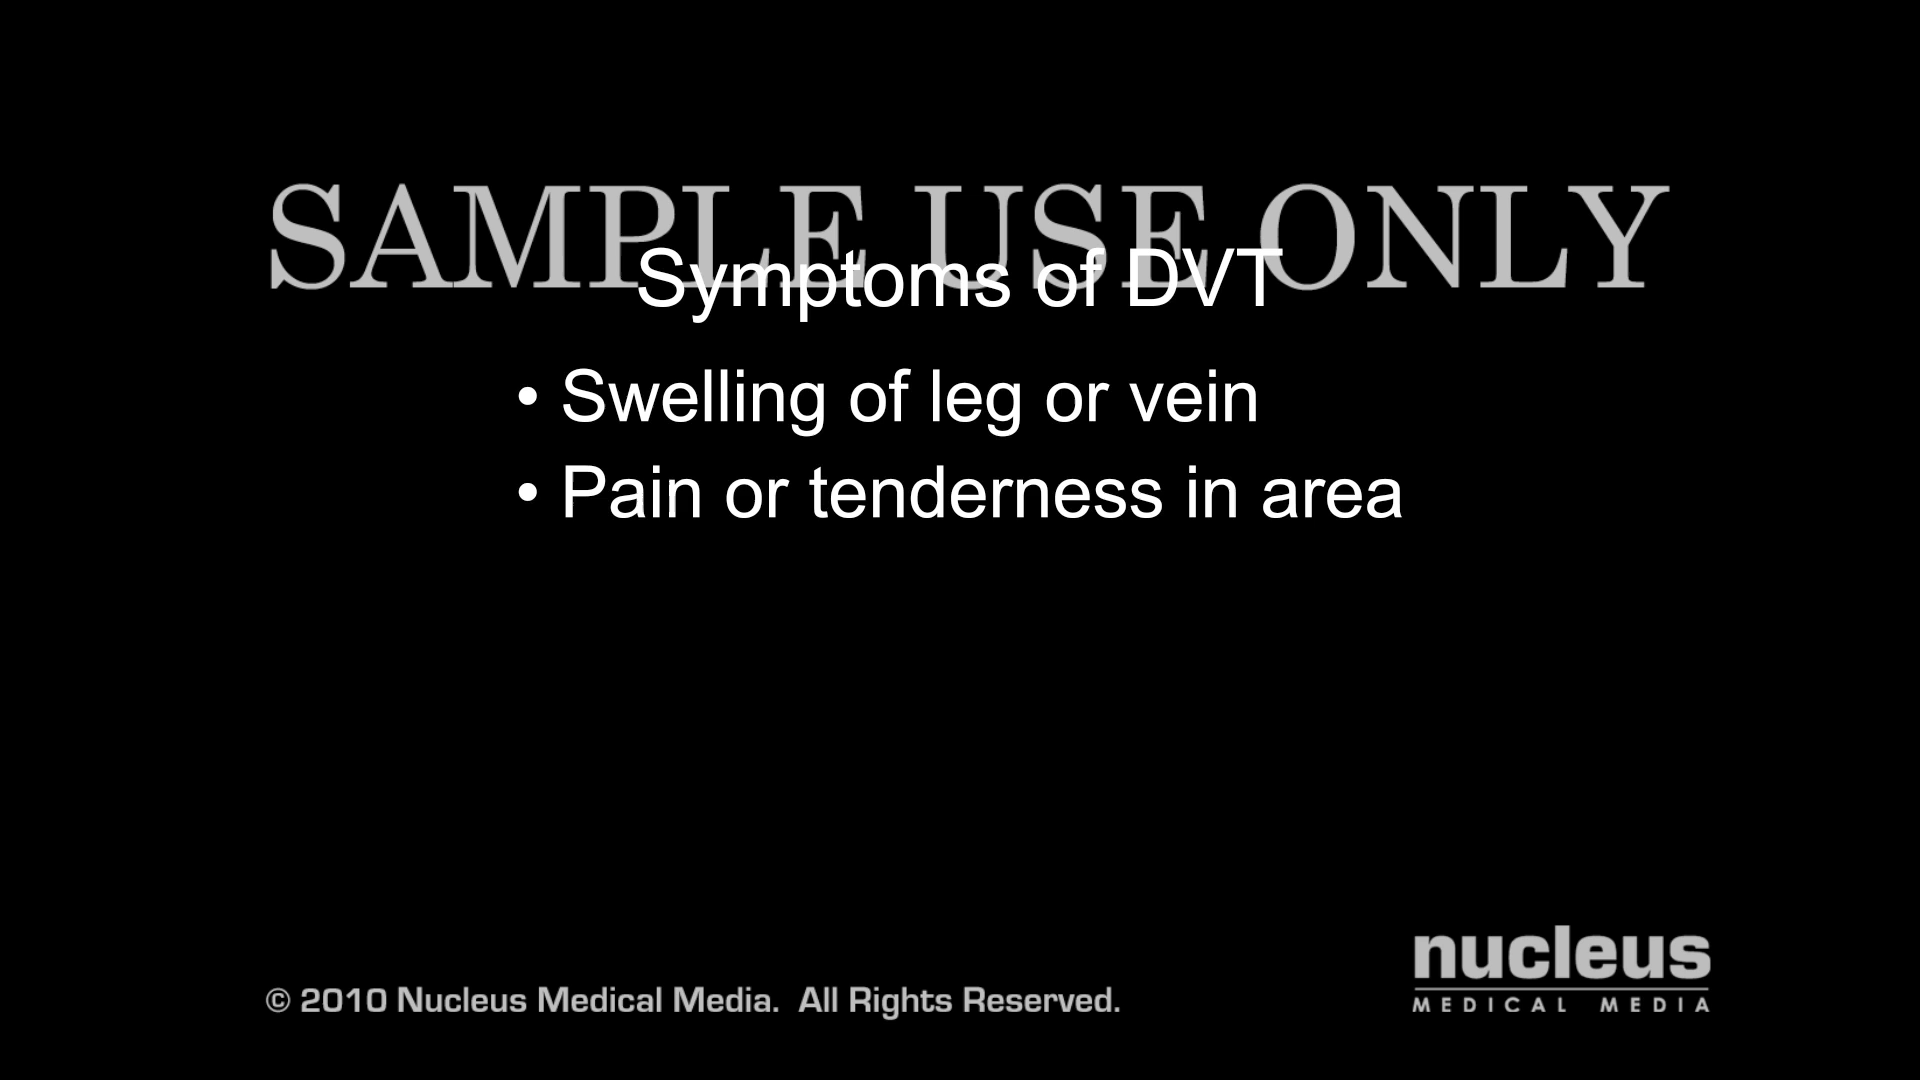 SAMPLE USE ONLY
Symptoms of DVT
• Swelling of leg or vein
• Pain or tenderness in area
nucleus
MEDICAL MEDIA
© 2010 Nucleus Medical Media. All Rights Reserved.